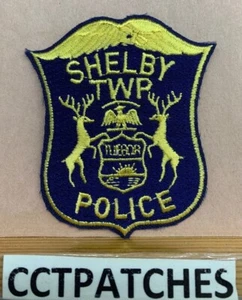 SHELBY
TWP
TUEBOR
POLICE
CCTPATCHES